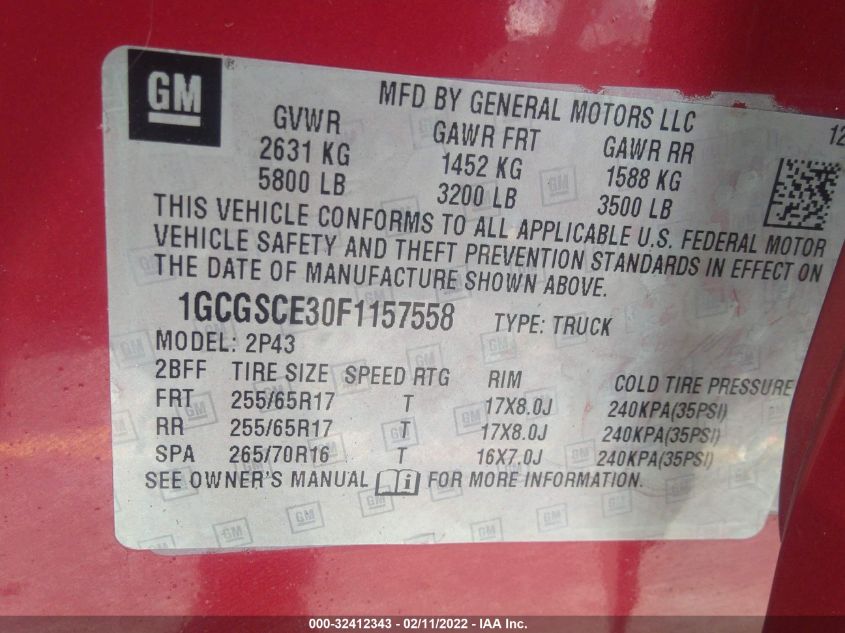 GM
MFD BY GENERAL MOTORS LLC
12
GVWR GAWR FRT GAWR RR
2631 KG 1452 KG 1588 KG
5800 LB 3200 LB 3500 LB
THIS VEHICLE CONFORMS TO ALL APPLICABLE U.S. FEDERAL MOTOR
VEHICLE SAFETY AND THEFT PREVENTION STANDARDS IN EFFECT ON
THE DATE OF MANUFACTURE SHOWN ABOVE.
1GCGSCE30F1157558 TYPE: TRUCK
MODEL: 2P43
2BFF TIRE SIZE SPEED RTG RIM COLD TIRE PRESSURE
FRT 255/65R17 T 17X8.0J 240KPA(35PSI)
RR 255/65R17 T 17X8.0J 240KPA(35PSI)
SPA 265/70R16 T 16X7.0J 240KPA(35PSI)
SEE OWNER'S MANUAL i FOR MORE INFORMATION.
000-32412343 - 02/11/2022 - IAA Inc.